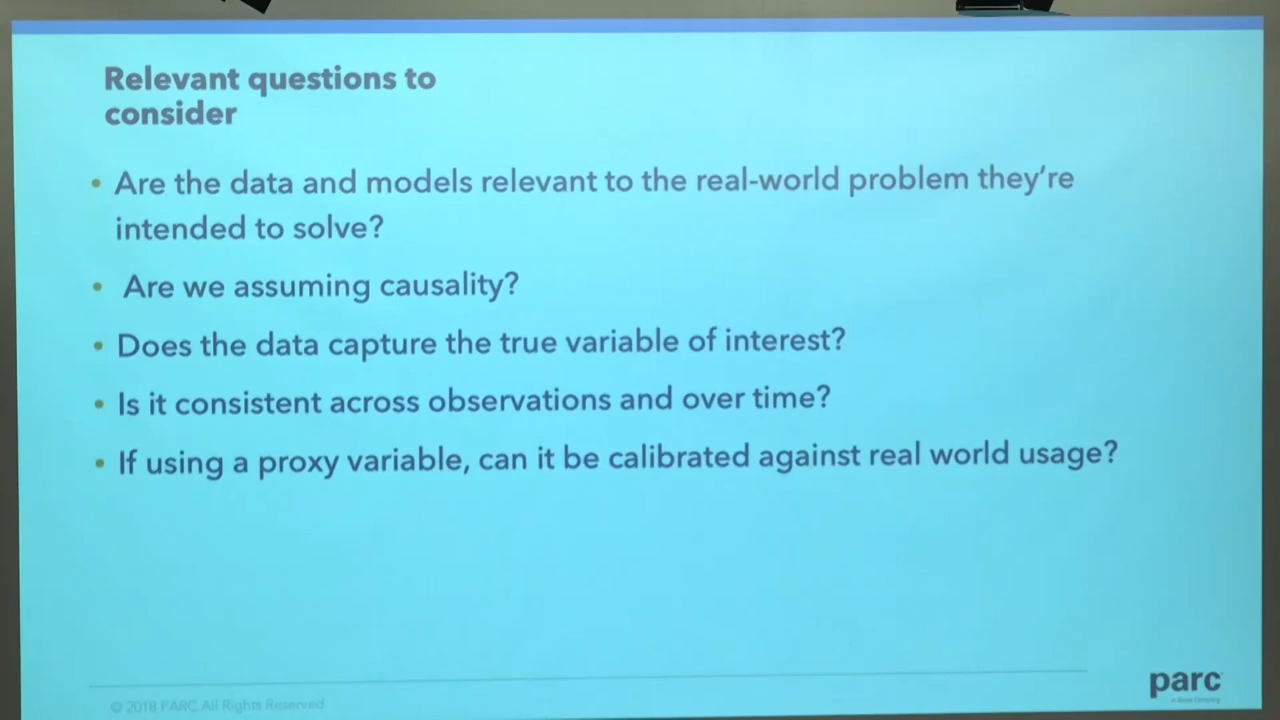 Relevant questions to
consider
• Are the data and models relevant to the real-world problem they're
intended to solve?
• Are we assuming causality?
• Does the data capture the true variable of interest?
• Is it consistent across observations and over time?
• If using a proxy variable, can it be calibrated against real world usage?
© 2018 PARC All Rights Reserved
parc
A Xerox Company